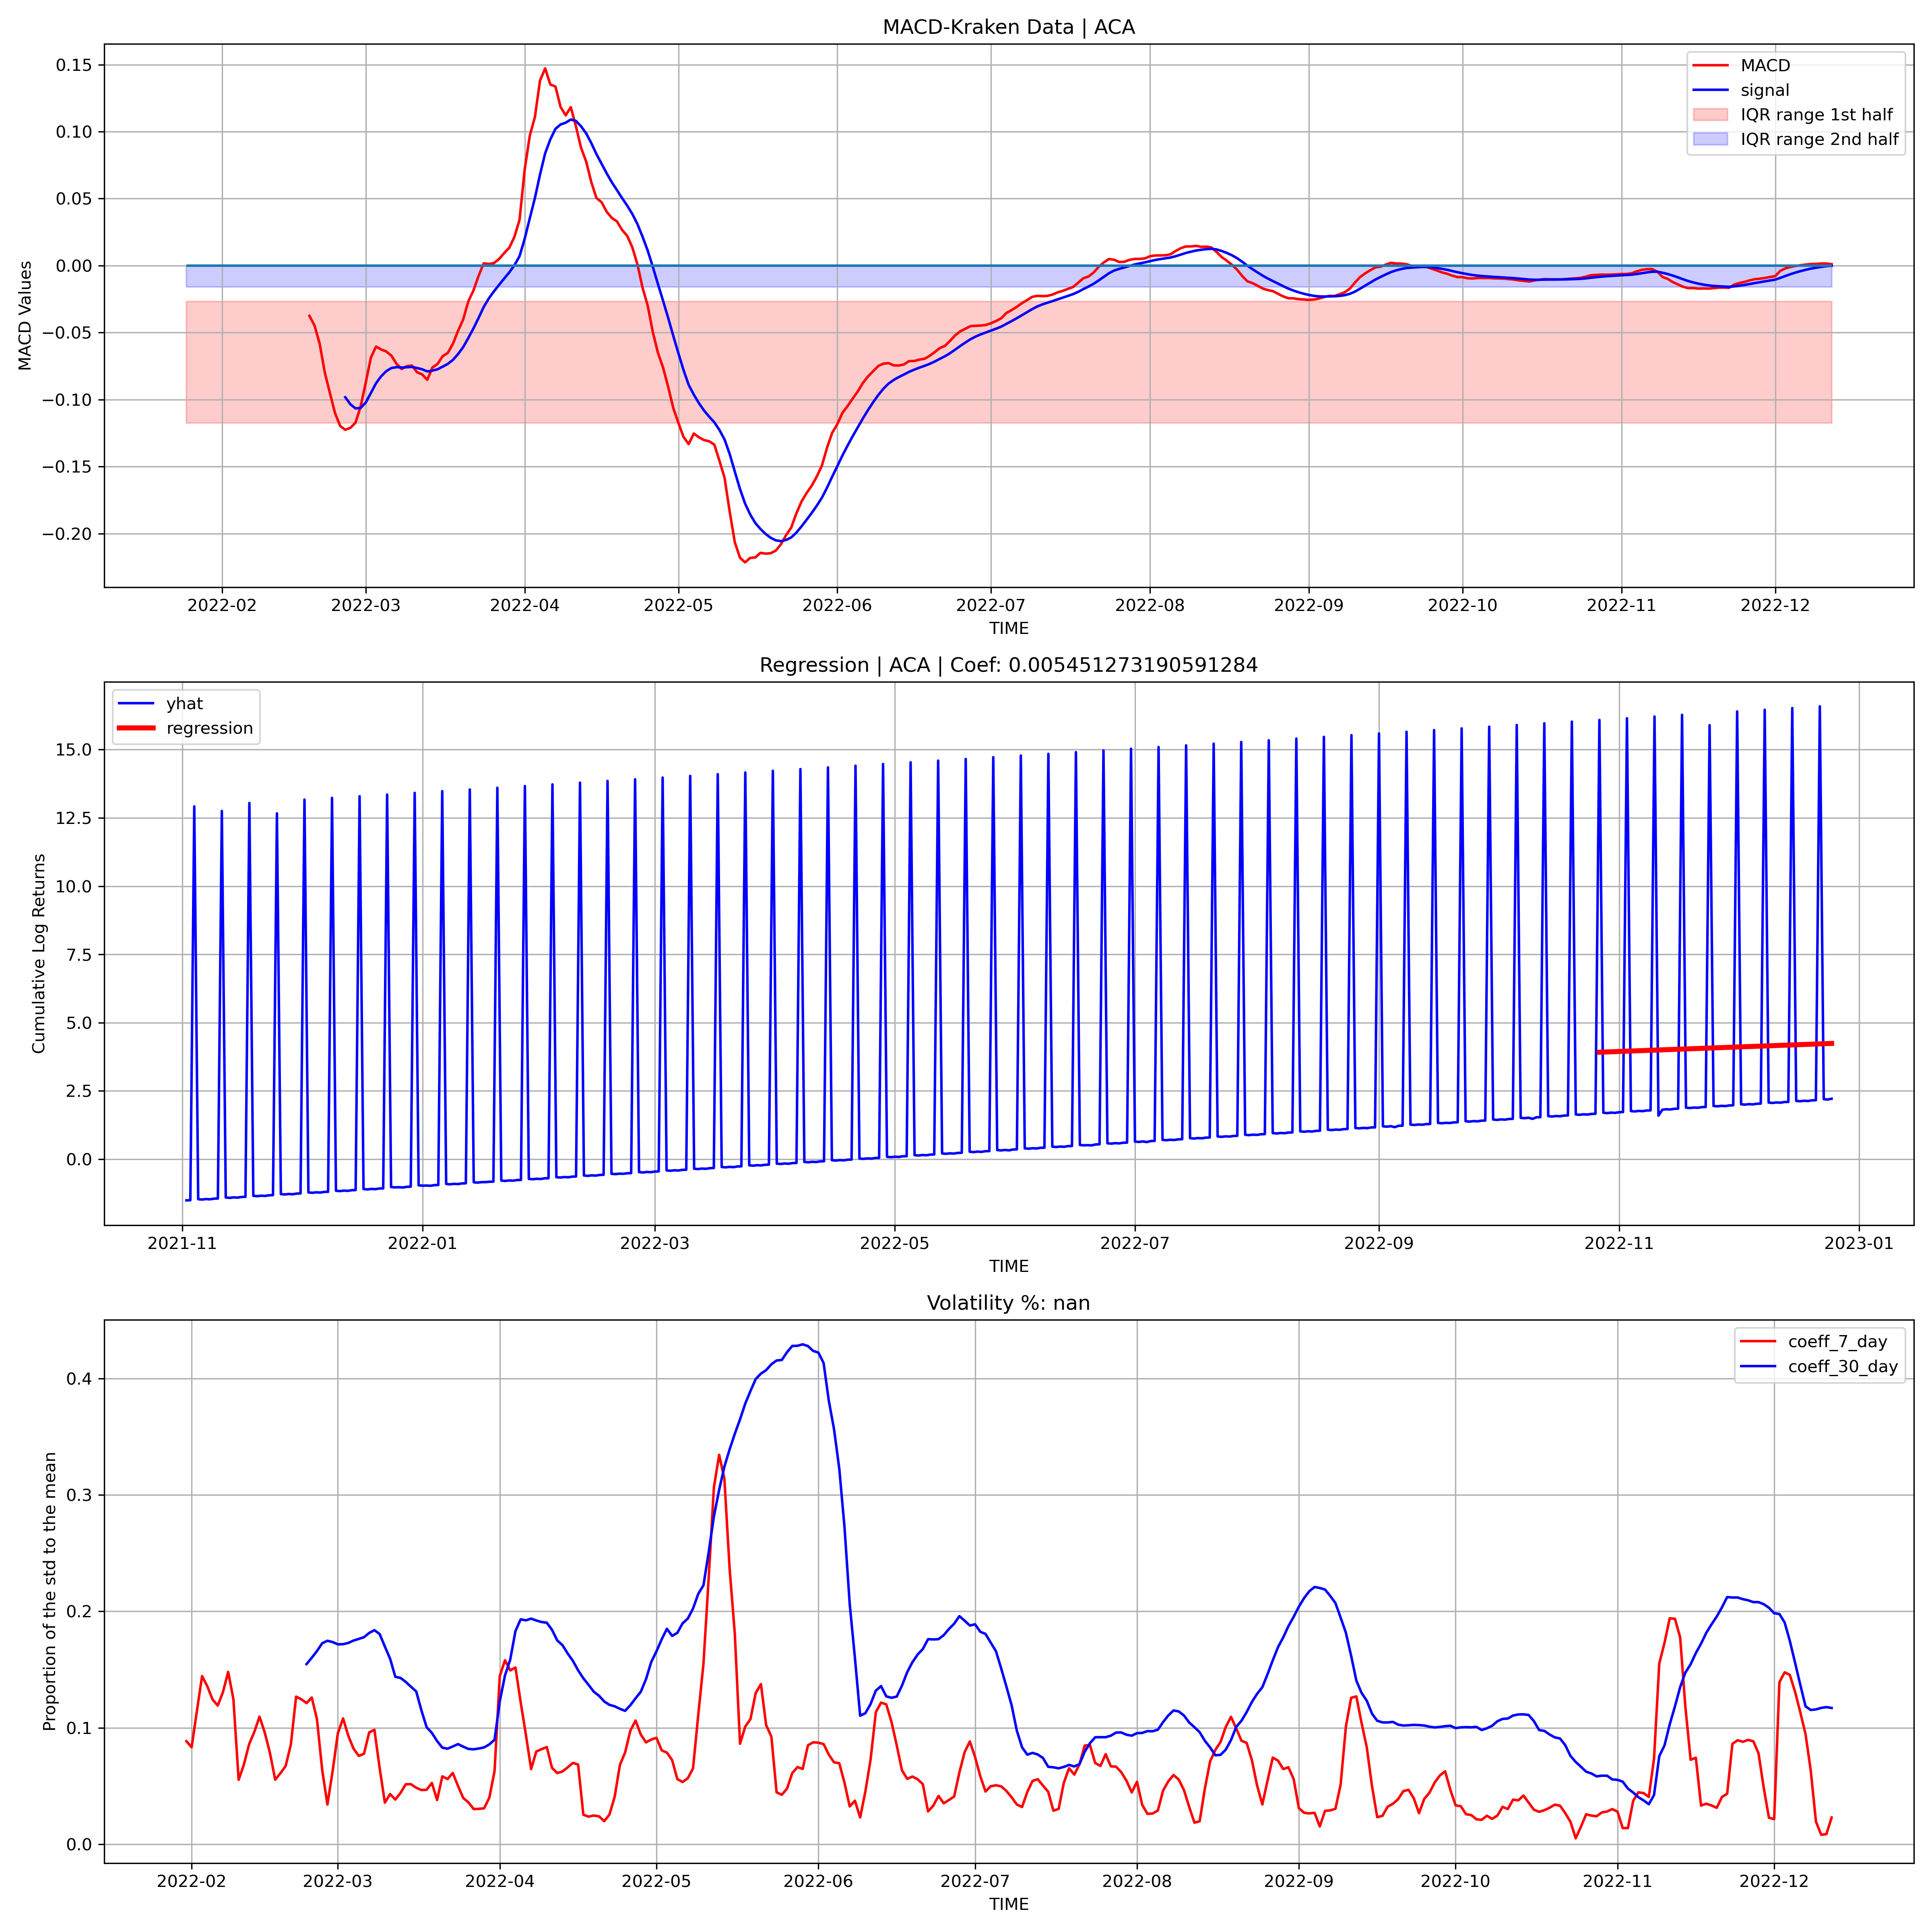 MACD-Kraken Data | ACA
MACD Values
0.15
0.10
0.05
0.00
−0.05
−0.10
−0.15
−0.20
MACD
signal
IQR range 1st half
IQR range 2nd half
2022-02 2022-03 2022-04 2022-05 2022-06 2022-07 2022-08 2022-09 2022-10 2022-11 2022-12
TIME
Regression | ACA | Coef: 0.005451273190591284
Cumulative Log Returns
15.0
12.5
10.0
7.5
5.0
2.5
0.0
yhat
regression
2021-11 2022-01 2022-03 2022-05 2022-07 2022-09 2022-11 2023-01
TIME
Volatility %: nan
Proportion of the std to the mean
0.4
0.3
0.2
0.1
0.0
coeff_7_day
coeff_30_day
2022-02 2022-03 2022-04 2022-05 2022-06 2022-07 2022-08 2022-09 2022-10 2022-11 2022-12
TIME